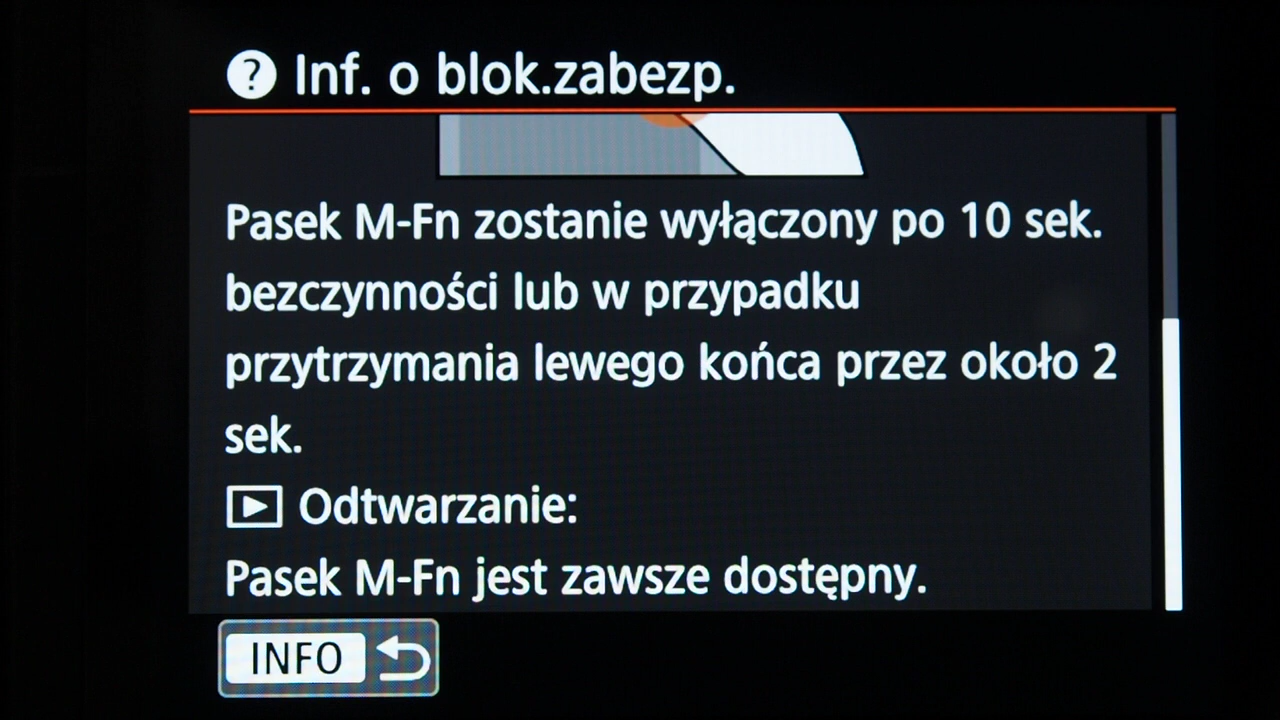 ? Inf. o blok.zabezp.
Pasek M-Fn zostanie wyłączony po 10 sek.
bezczynności lub w przypadku
przytrzymania lewego końca przez około 2
sek.
Odtwarzanie:
Pasek M-Fn jest zawsze dostępny.
INFO